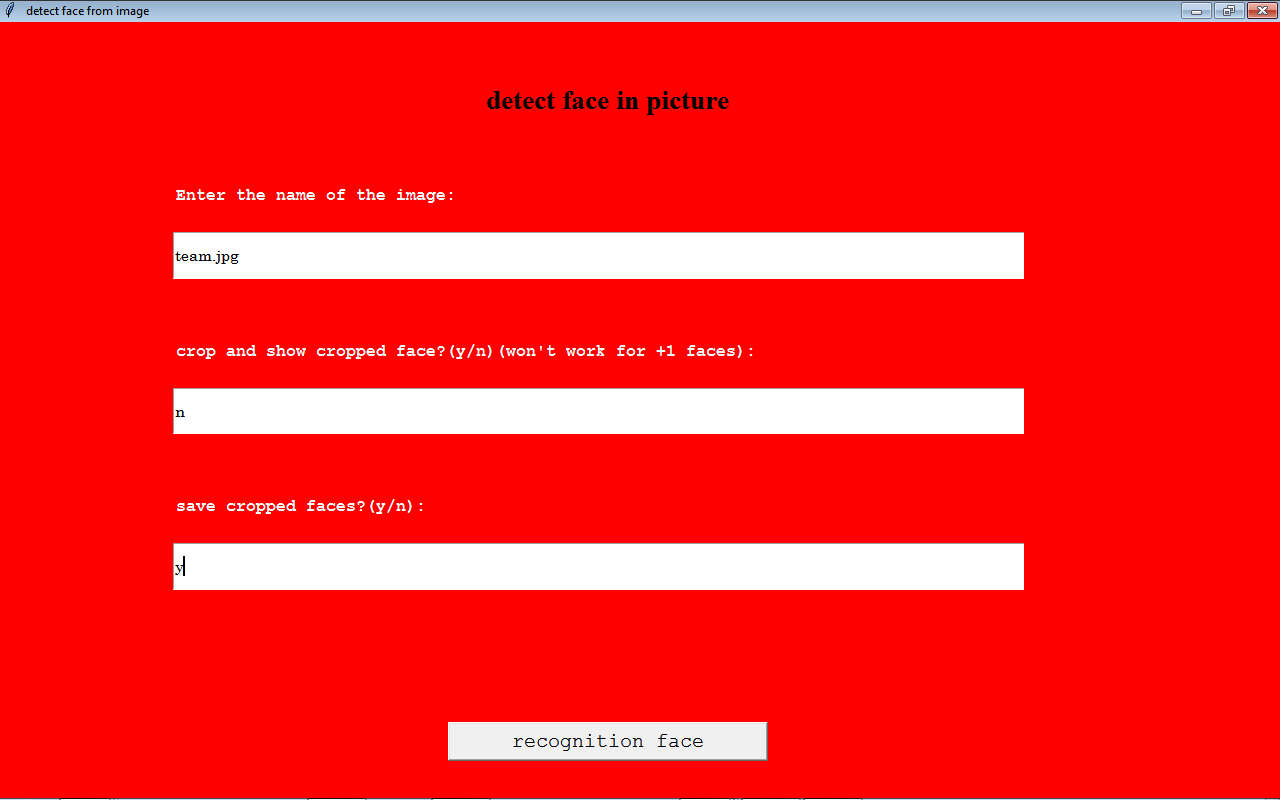 detect face from image
detect face in picture
Enter the name of the image:
team.jpg
crop and show cropped face?(y/n)(won't work for +1 faces):
n
save cropped faces?(y/n):
y
recognition face